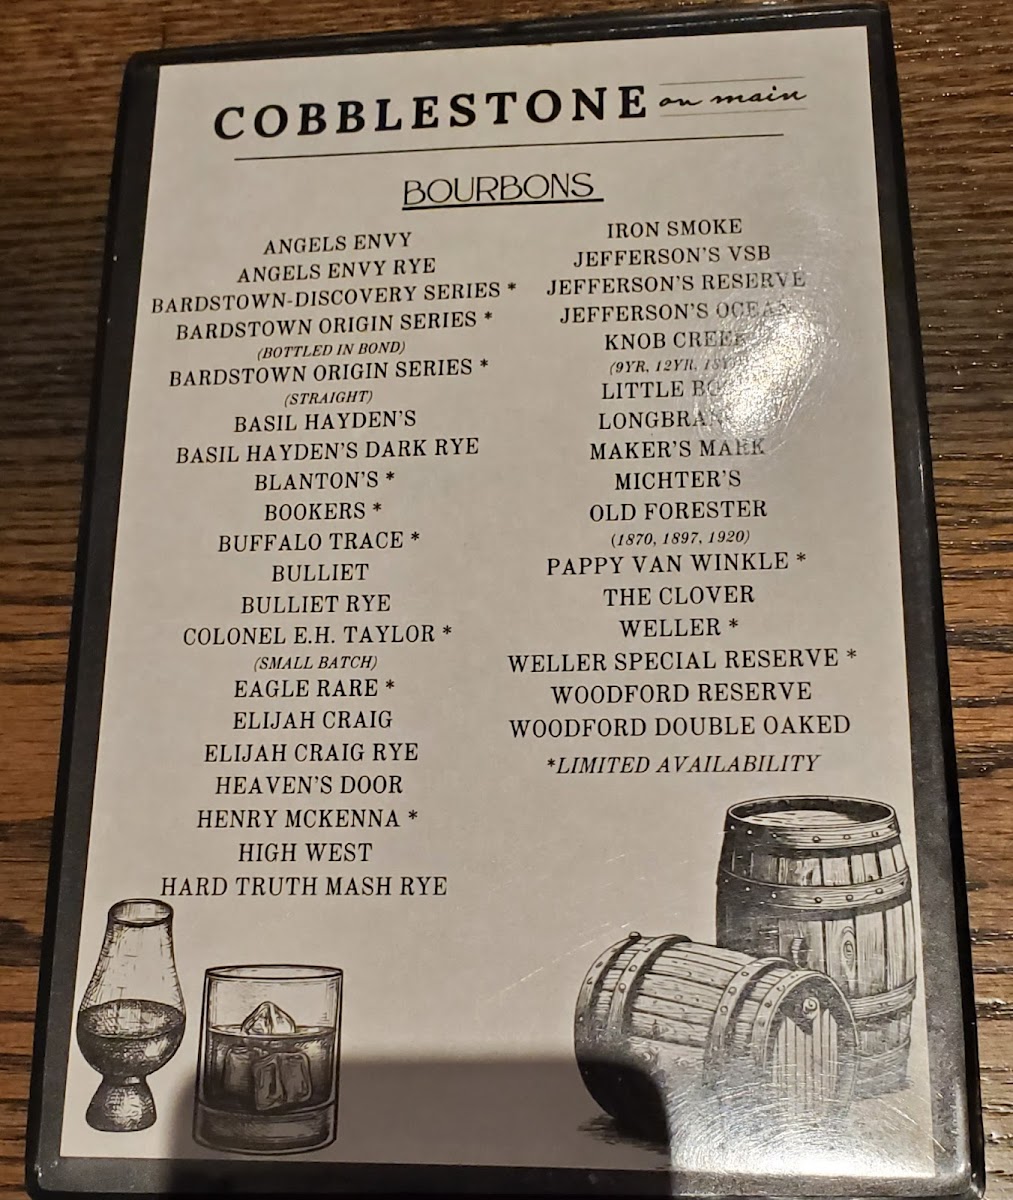 COBBLESTONE on main
BOURBONS
ANGELS ENVY
ANGELS ENVY RYE
BARDSTOWN-DISCOVERY SERIES *
BARDSTOWN ORIGIN SERIES *
(BOTTLED IN BOND)
BARDSTOWN ORIGIN SERIES *
(STRAIGHT)
BASIL HAYDEN'S
BASIL HAYDEN'S DARK RYE
BLANTON'S *
BOOKERS *
BUFFALO TRACE *
BULLIET
BULLIET RYE
COLONEL E.H. TAYLOR *
(SMALL BATCH)
EAGLE RARE *
ELIJAH CRAIG
ELIJAH CRAIG RYE
HEAVEN'S DOOR
HENRY MCKENNA *
HIGH WEST
HARD TRUTH MASH RYE
IRON SMOKE
JEFFERSON'S VSB
JEFFERSON'S RESERVE
JEFFERSON'S OCEAN
KNOB CREEK
(9YR, 12YR,
LITTLE
MAKER'S MARK
MICHTER'S
OLD FORESTER
(1870, 1897, 1920)
PAPPY VAN WINKLE *
THE CLOVER
WELLER *
WELLER SPECIAL RESERVE *
WOODFORD RESERVE
WOODFORD DOUBLE OAKED
*LIMITED AVAILABILITY